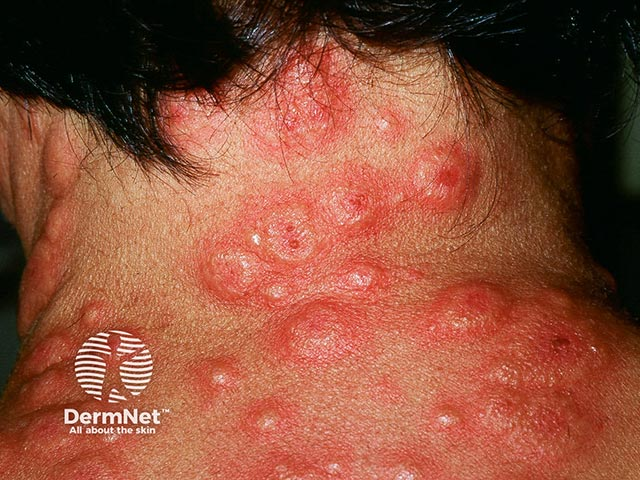 DermNet™
All about the skin